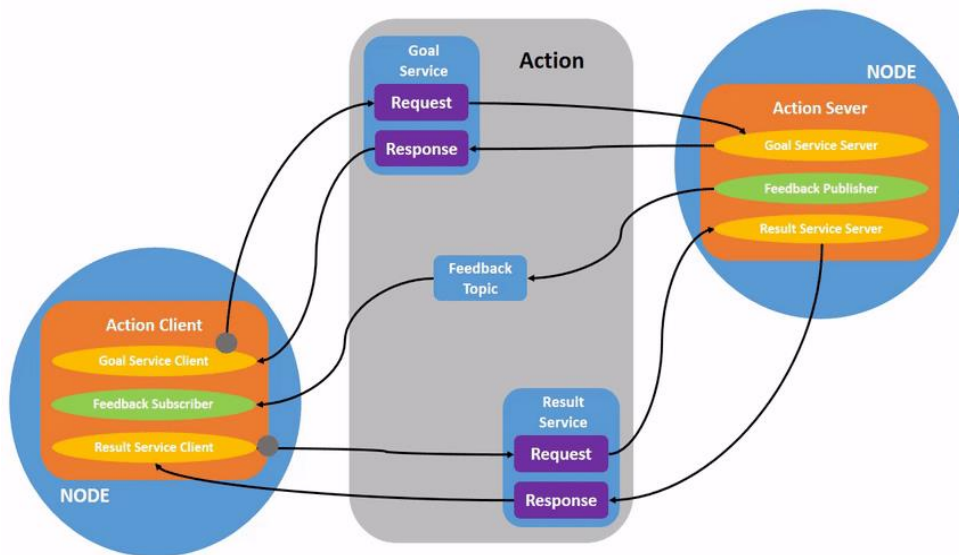 Goal
Service
Request
Response
Action
NODE
Action Sever
Goal Service Server
Feedback Publisher
Result Service Server
Feedback
Topic
Action Client
Goal Service Client
Feedback Subscriber
Result Service Client
NODE
Result
Service
Request
Response